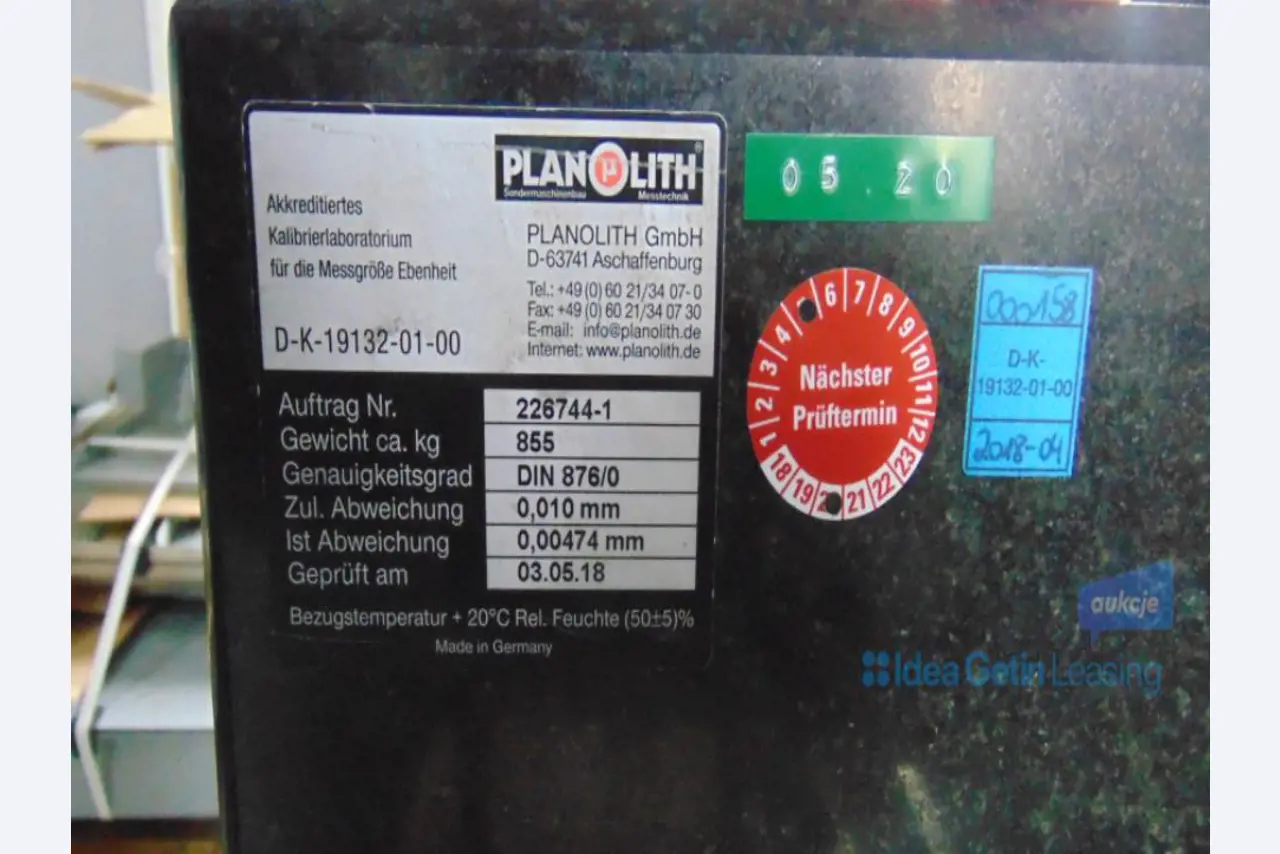 PLANOLITH
Sondermaschinenbau Messtechnik
Akkreditiertes
Kalibrierlaboratorium
für die Messgröße Ebenheit
D-K-19132-01-00
PLANOLITH GmbH
D-63741 Aschaffenburg
Tel.: +49 (0) 60 21/34 07- 0
Fax: +49 (0) 60 21/34 07 30
E-mail: info@planolith.de
Internet: www.planolith.de
Auftrag Nr. 226744-1
Gewicht ca. kg 855
Genauigkeitsgrad DIN 876/0
Zul. Abweichung 0,010 mm
Ist Abweichung 0,00474 mm
Geprüft am 03.05.18
Bezugstemperatur + 20°C Rel. Feuchte (50±5)%
Made in Germany
05.20
1 2 3 4 6 7 8 9 10 11 12
Nächster
Prüftermin
18 19 21 22 23
000158
D-K-
19132-01-00
2018-04
aukcje
Idea Getin Leasing